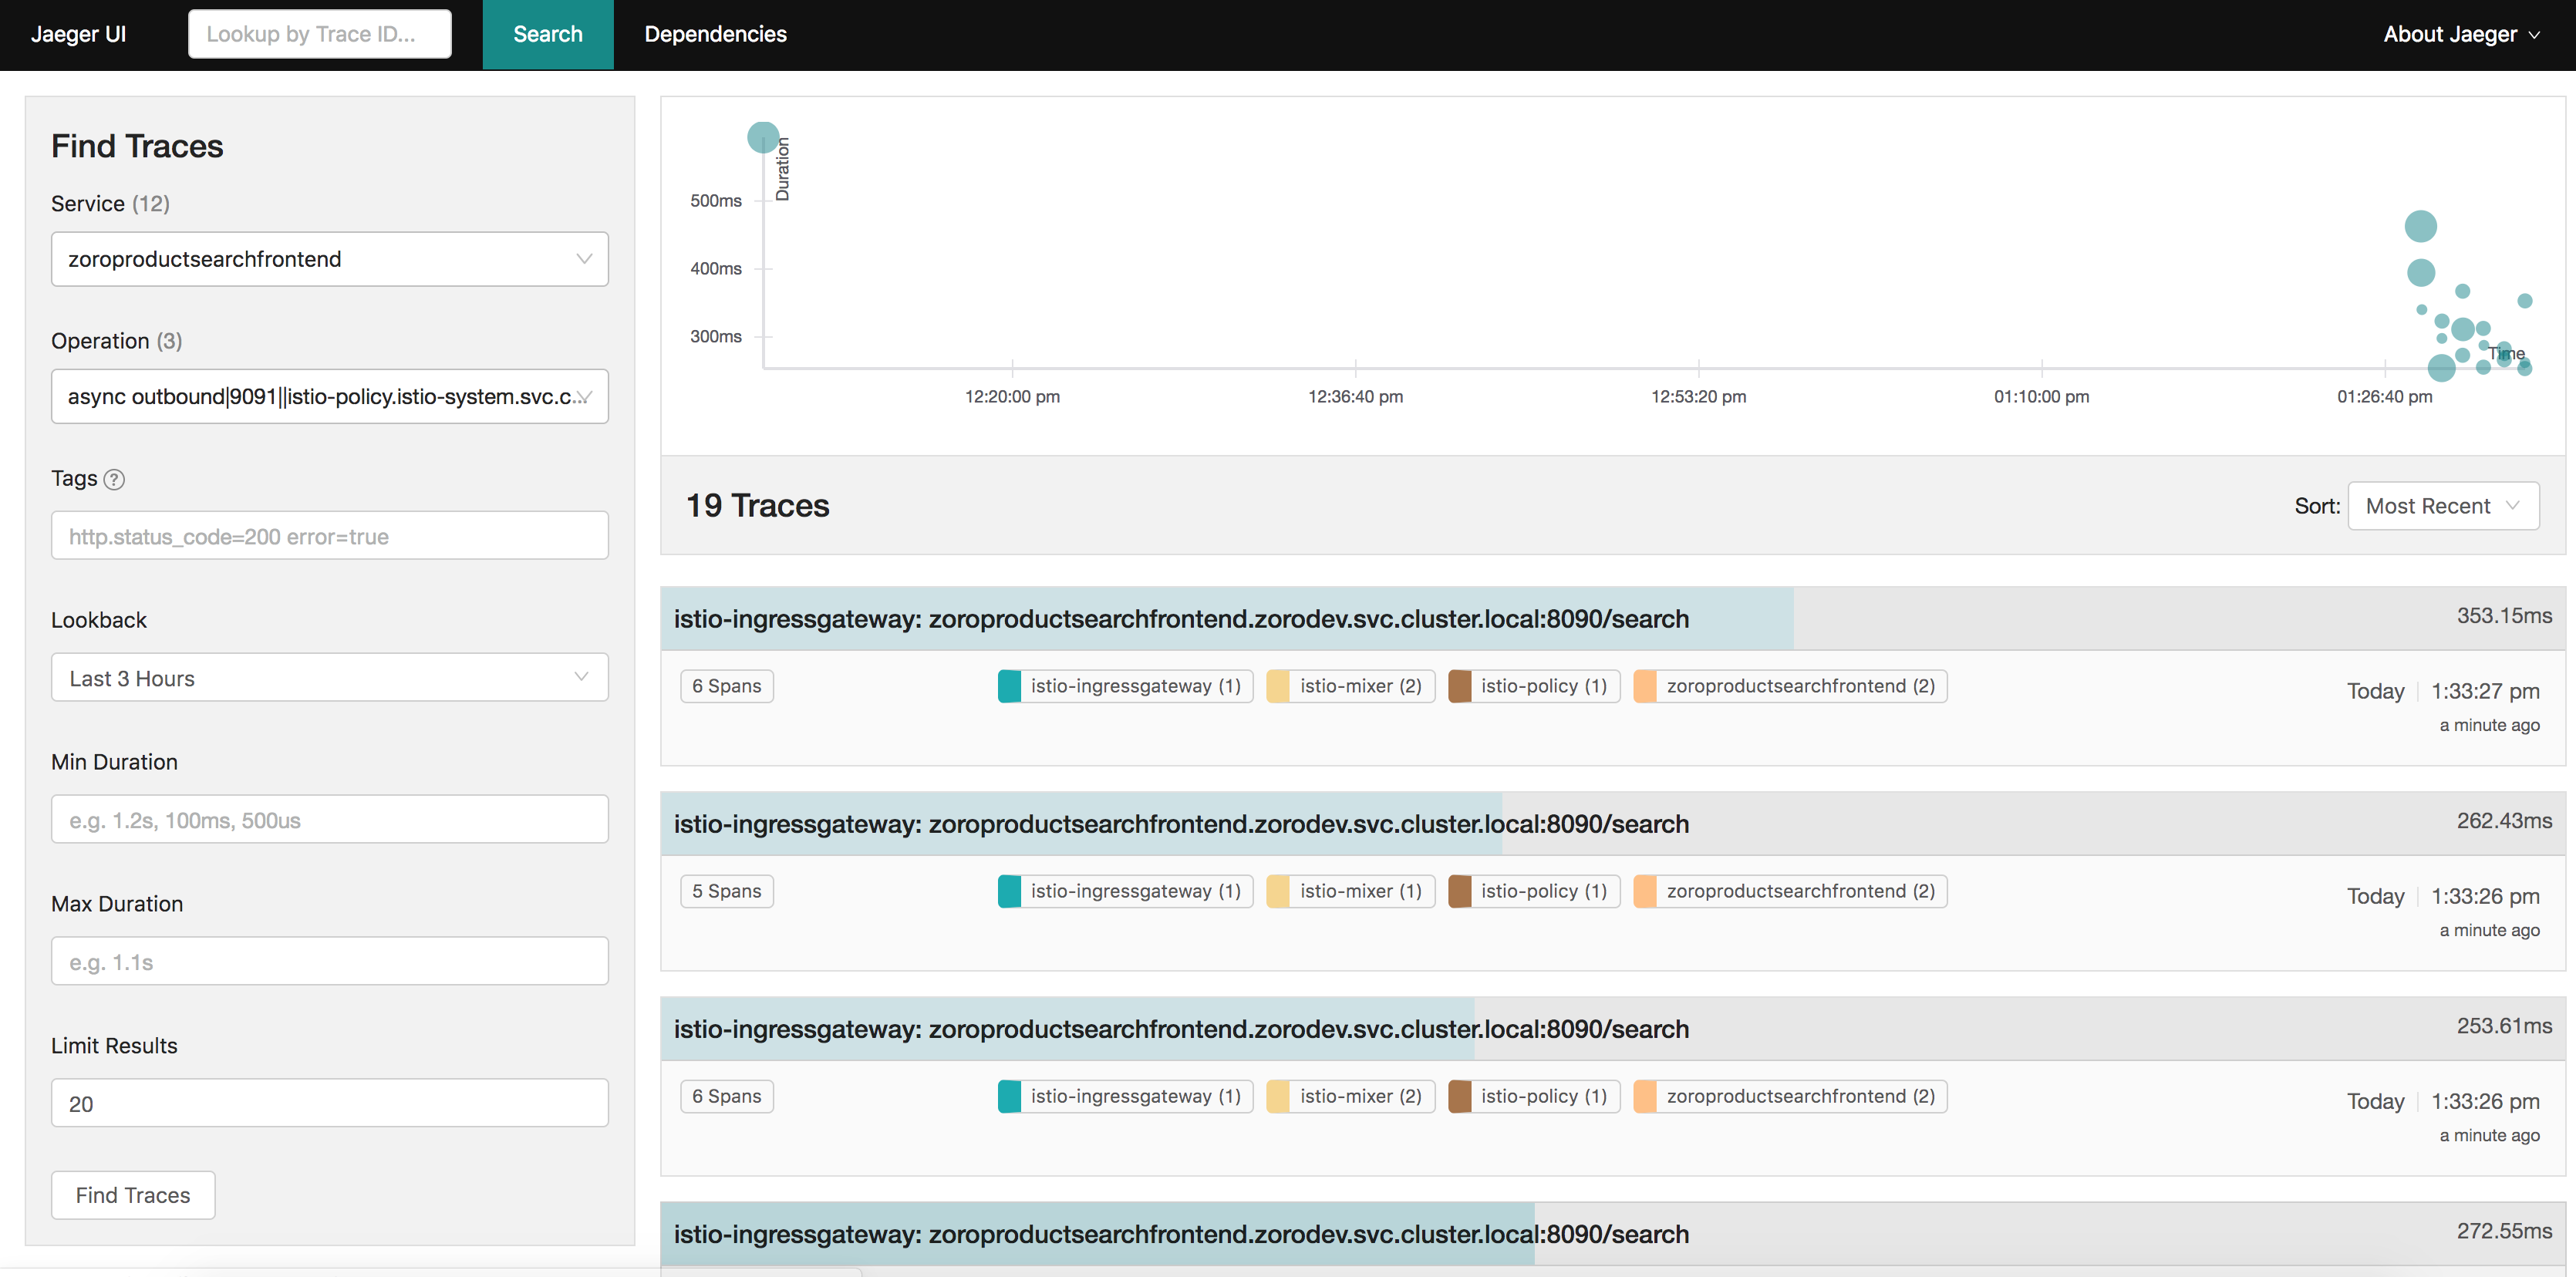 Jaeger UI
Lookup by Trace ID...
Search
Dependencies
About Jaeger
Find Traces
Service (12)
zoroproductsearchfrontend
Operation (3)
async outbound|9091||istio-policy.istio-system.svc.c...
Tags ?
http.status_code=200 error=true
Lookback
Last 3 Hours
Min Duration
e.g. 1.2s, 100ms, 500us
Max Duration
e.g. 1.1s
Limit Results
20
Find Traces
Duration
500ms
400ms
300ms
Time
12:20:00 pm
12:36:40 pm
12:53:20 pm
01:10:00 pm
01:26:40 pm
19 Traces
Sort: Most Recent
istio-ingressgateway: zoroproductsearchfrontend.zorodev.svc.cluster.local:8090/search 353.15ms
6 Spans istio-ingressgateway (1) istio-mixer (2) istio-policy (1) zoroproductsearchfrontend (2) Today 1:33:27 pm
a minute ago
istio-ingressgateway: zoroproductsearchfrontend.zorodev.svc.cluster.local:8090/search 262.43ms
5 Spans istio-ingressgateway (1) istio-mixer (1) istio-policy (1) zoroproductsearchfrontend (2) Today 1:33:26 pm
a minute ago
istio-ingressgateway: zoroproductsearchfrontend.zorodev.svc.cluster.local:8090/search 253.61ms
6 Spans istio-ingressgateway (1) istio-mixer (2) istio-policy (1) zoroproductsearchfrontend (2) Today 1:33:26 pm
a minute ago
istio-ingressgateway: zoroproductsearchfrontend.zorodev.svc.cluster.local:8090/search 272.55ms